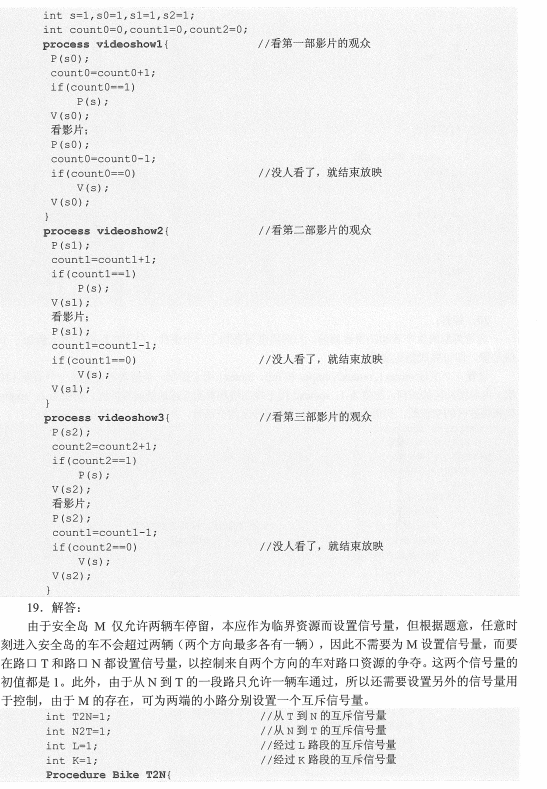 int s=1,s0=1,s1=1,s2=1;
int count0=0,count1=0,count2=0;
process videoshow1{ //看第一部影片的观众
P(s0);
count0=count0+1;
if(count0==1)
P(s);
V(s0);
看影片;
P(s0);
count0=count0-1;
if(count0==0) //没人看了，就结束放映
V(s);
V(s0);
}
process videoshow2{ //看第二部影片的观众
P(s1);
count1=count1+1;
if(count1==1)
P(s);
V(s1);
看影片;
P(s1);
count1=count1-1;
if(count1==0) //没人看了，就结束放映
V(s);
V(s1);
}
process videoshow3{ //看第三部影片的观众
P(s2);
count2=count2+1;
if(count2==1)
P(s);
V(s2);
看影片;
P(s2);
count1=count1-1;
if(count2==0) //没人看了，就结束放映
V(s);
V(s2);
}
19．解答：
由于安全岛 M 仅允许两辆车停留，本应作为临界资源而设置信号量，但根据题意，任意时
刻进入安全岛的车不会超过两辆（两个方向最多各有一辆），因此不需要为 M 设置信号量，而要
在路口 T 和路口 N 都设置信号量，以控制来自两个方向的车对路口资源的争夺。这两个信号量的
初值都是 1。此外，由于从 N 到 T 的一段路只允许一辆车通过，所以还需要设置另外的信号量用
于控制，由于 M 的存在，可为两端的小路分别设置一个互斥信号量。
int T2N=1; //从 T 到 N 的互斥信号量
int N2T=1; //从 N 到 T 的互斥信号量
int L=1; //经过 L 路段的互斥信号量
int K=1; //经过 K 路段的互斥信号量
Procedure Bike T2N{